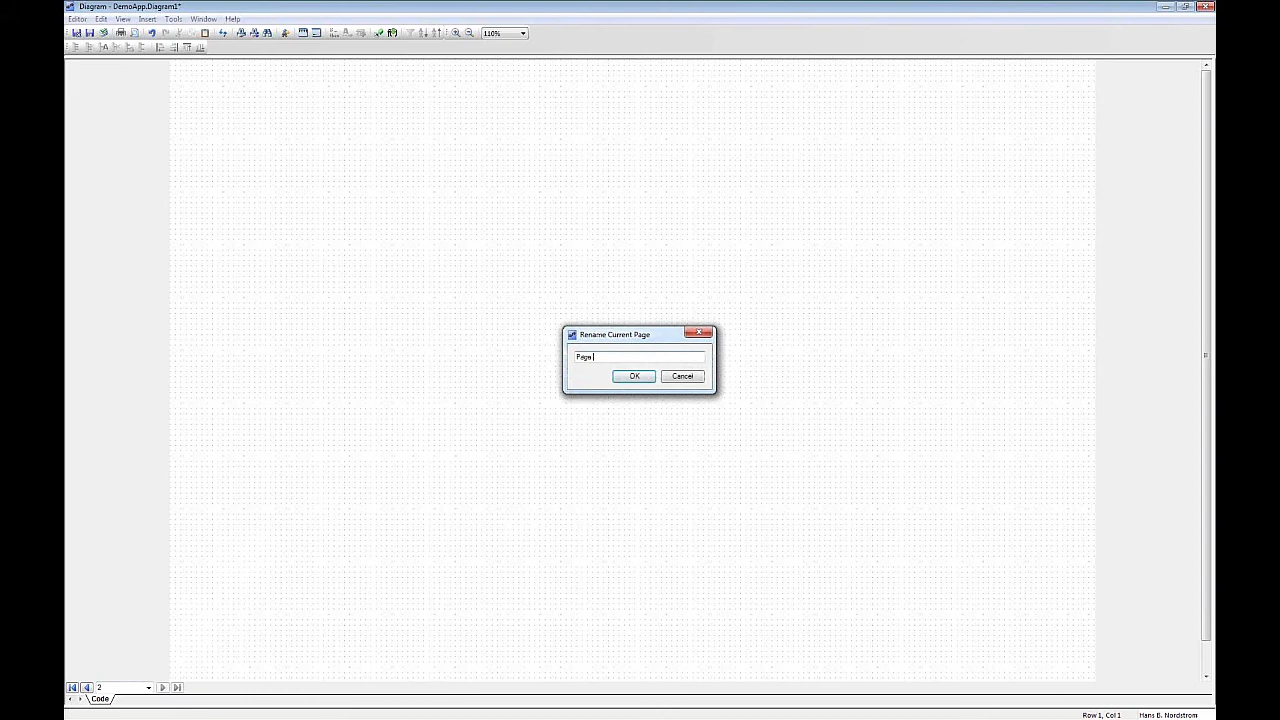 Diagram - DemoApp.Diagram1*
Editor Edit View Insert Tools Window Help
110%
Rename Current Page
Page
OK Cancel
2
Code
Row 1, Col 1 Hans B. Nordstrom